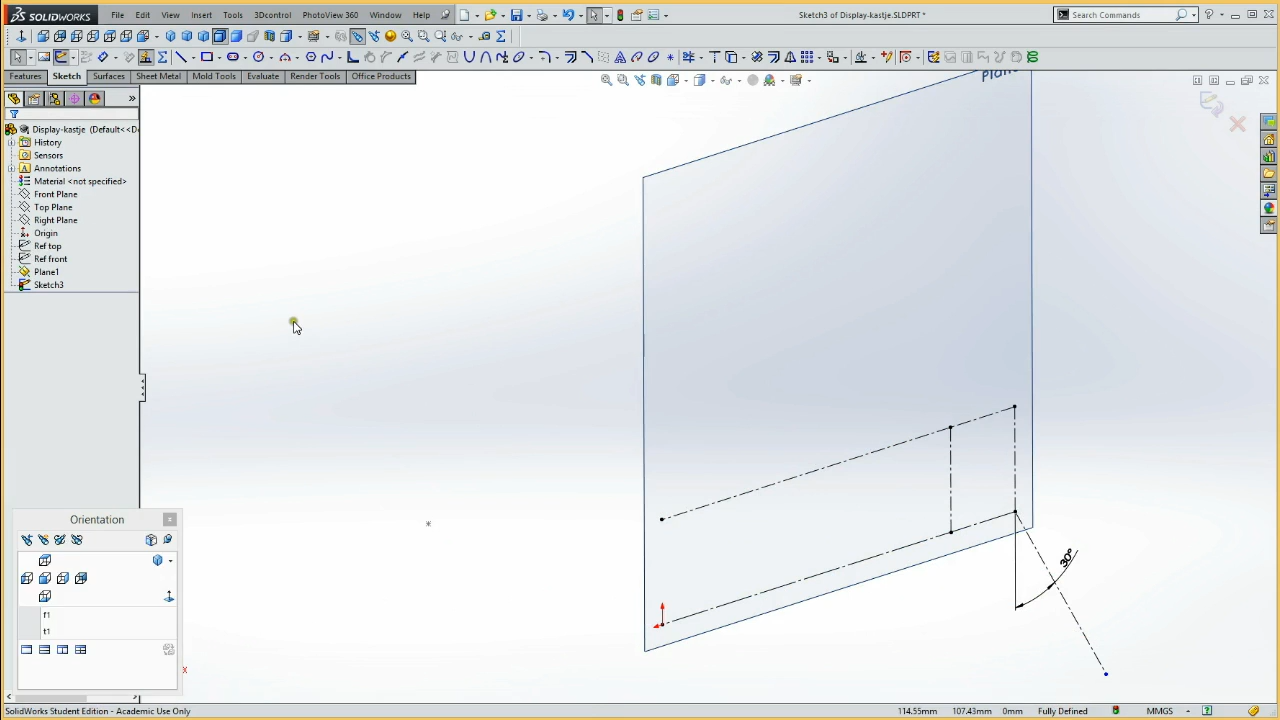 SOLIDWORKS File Edit View Insert Tools 3Dcontrol PhotoView 360 Window Help Sketch3 of Display-kastje.SLDPRT * Search Commands
Features Sketch Surfaces Sheet Metal Mold Tools Evaluate Render Tools Office Products
Display-kastje (Default<<D
History
Sensors
Annotations
Material <not specified>
Front Plane
Top Plane
Right Plane
Origin
Ref top
Ref front
Plane1
Sketch3
30°
Orientation
f1
t1
x
SolidWorks Student Edition - Academic Use Only 114.55mm 107.43mm 0mm Fully Defined MMGS